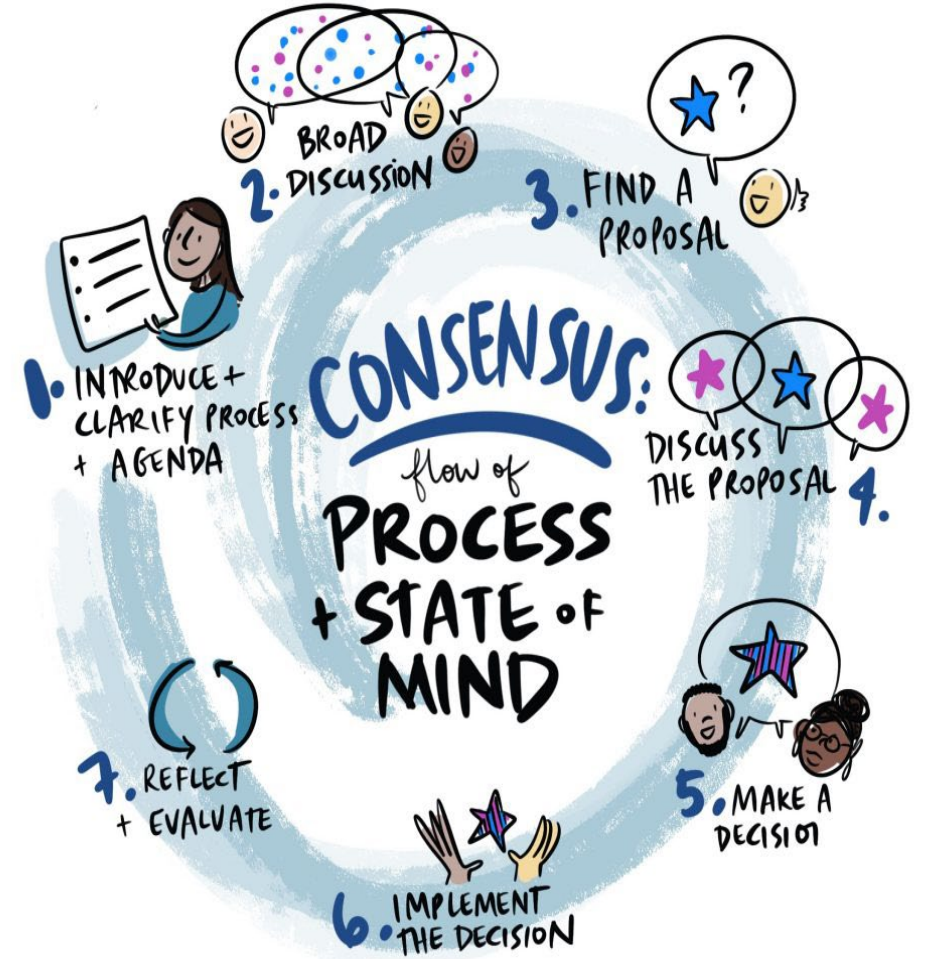 CONSENSUS:
flow of
PROCESS
+ STATE OF
MIND
1. INTRODUCE +
CLARIFY PROCESS
+ AGENDA
2. BROAD
DISCUSSION
3. FIND A
PROPOSAL
?
DISCUSS
THE PROPOSAL 4.
5. MAKE A
DECISION
6. IMPLEMENT
THE DECISION
7. REFLECT
+ EVALUATE